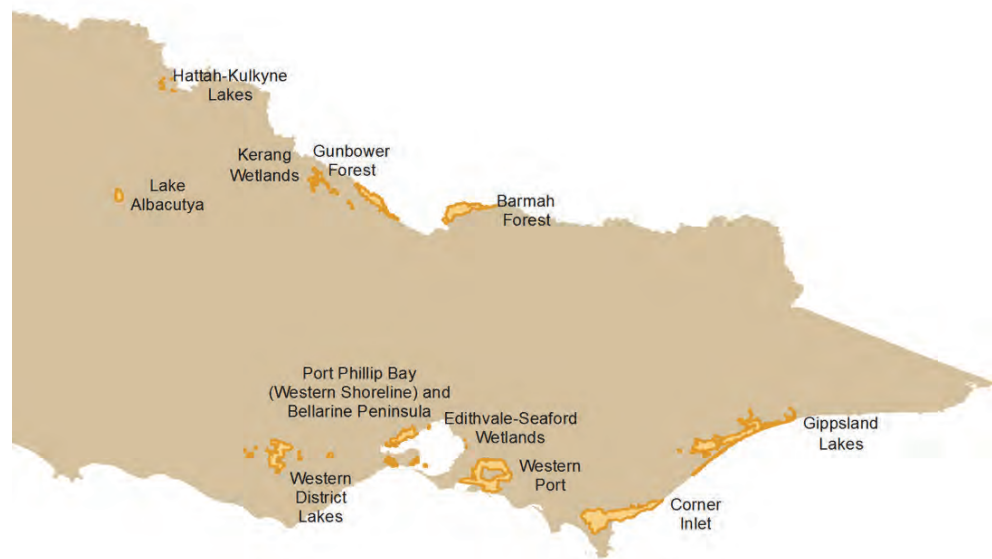 Hattah-Kulkyne
Lakes
Gunbower
Forest
Kerang
Wetlands
Lake
Albacutya
Barmah
Forest
Port Phillip Bay
(Western Shoreline) and
Bellarine Peninsula
Edithvale-Seaford
Wetlands
Gippsland
Lakes
Western
Port
Western
District
Lakes
Corner
Inlet